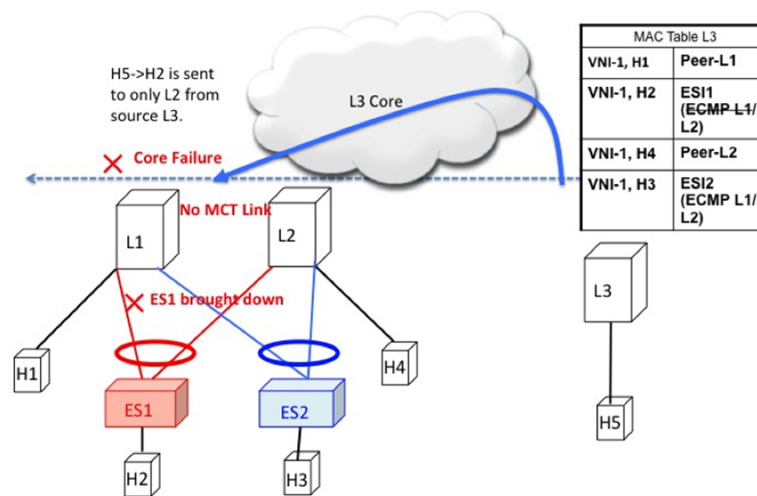 MAC Table L3
VNI-1, H1 Peer-L1
VNI-1, H2 ESI1
(ECMP L1/
L2)
VNI-1, H4 Peer-L2
VNI-1, H3 ESI2
(ECMP L1/
L2)
H5->H2 is sent
to only L2 from
source L3.
L3 Core
Core Failure
No MCT Link
L1
L2
L3
ES1 brought down
H1
H4
ES1
ES2
H5
H2
H3